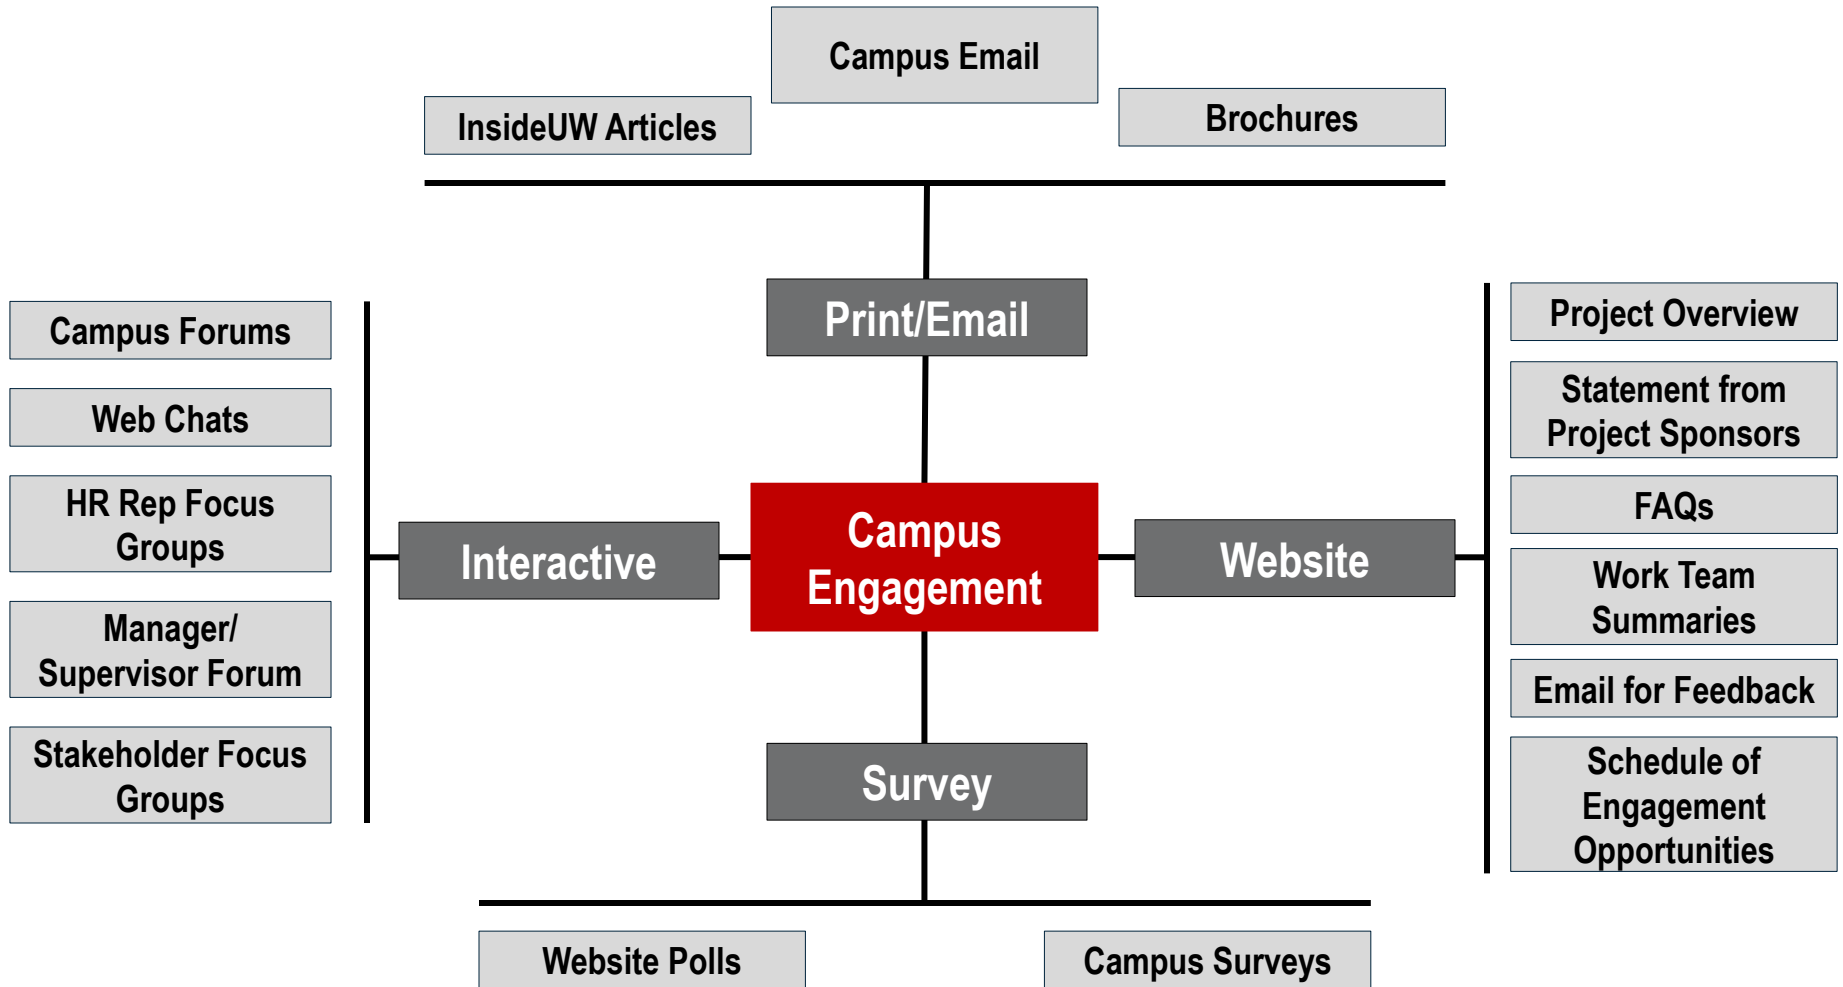 Campus Email
InsideUW Articles
Brochures
Print/Email
Campus Forums
Web Chats
HR Rep Focus
Groups
Manager/
Supervisor Forum
Stakeholder Focus
Groups
Interactive
Campus
Engagement
Website
Project Overview
Statement from
Project Sponsors
FAQs
Work Team
Summaries
Email for Feedback
Schedule of
Engagement
Opportunities
Survey
Website Polls
Campus Surveys